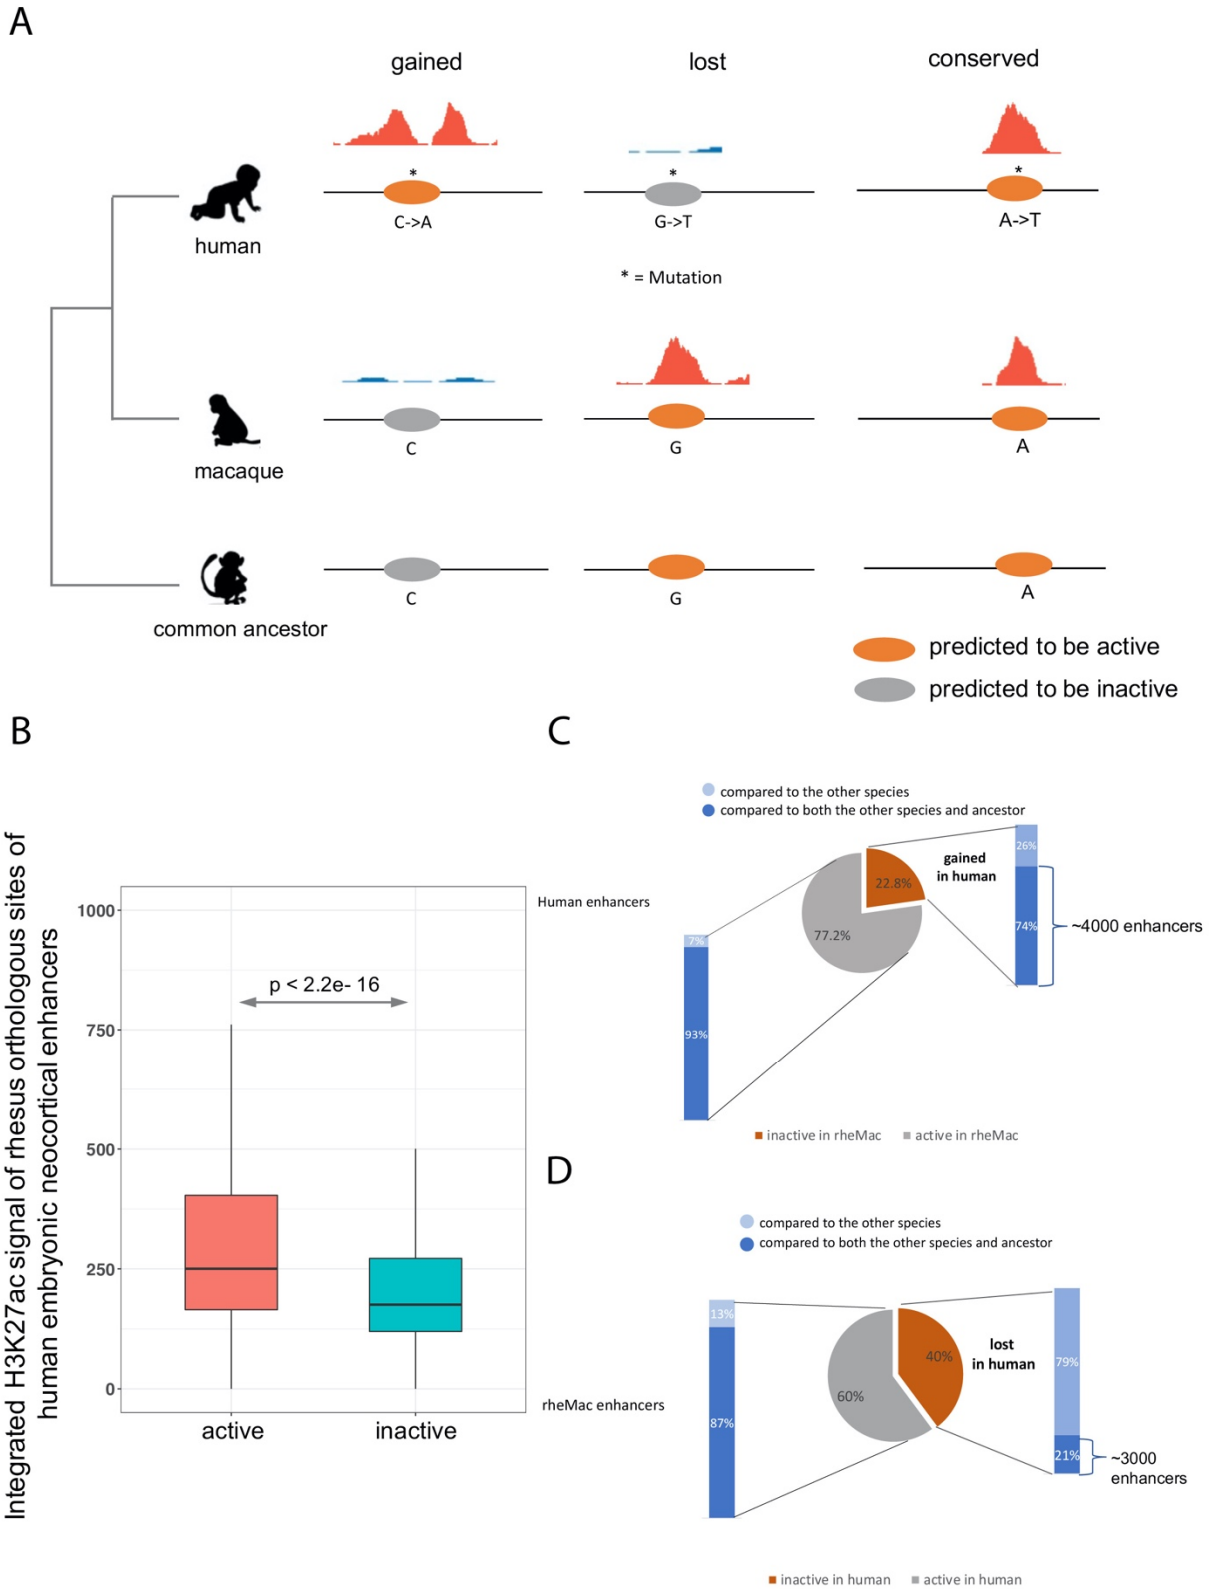 A
gained
lost
conserved
*
*
*
C->A
G->T
A->T
human
* = Mutation
C
G
A
macaque
C
G
A
common ancestor
predicted to be active
predicted to be inactive
B
Integrated H3K27ac signal of rhesus orthologous sites of
human embryonic neocortical enhancers
1000
750
500
250
0
p < 2.2e- 16
active
inactive
C
compared to the other species
compared to both the other species and ancestor
Human enhancers
7%
93%
77.2%
22.8%
gained
in human
26%
74%
~4000 enhancers
inactive in rheMac
active in rheMac
D
compared to the other species
compared to both the other species and ancestor
rheMac enhancers
13%
87%
60%
40%
lost
in human
79%
21%
~3000
enhancers
inactive in human
active in human